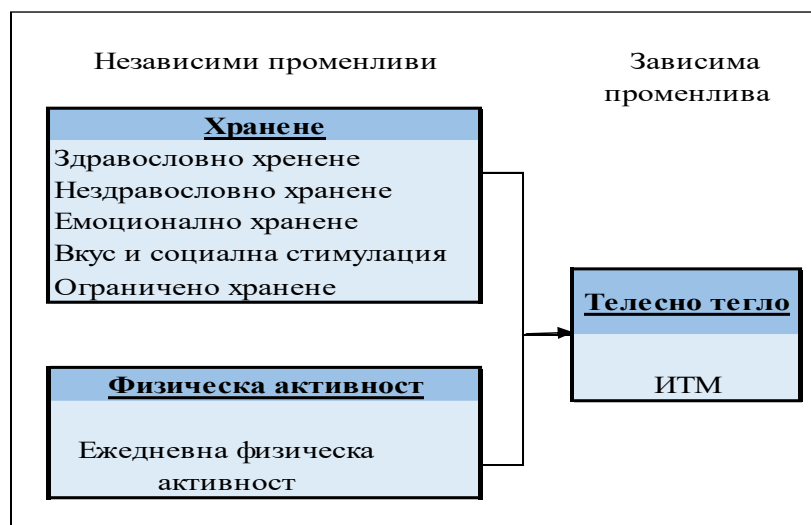 Независими променливи
Зависима
променлива
Хранене
Здравословно хренене
Нездравословно хранене
Емоционално хранене
Вкус и социална стимулация
Ограничено хранене
Телесно тегло
ИТМ
Физическа активност
Ежедневна физическа
активност